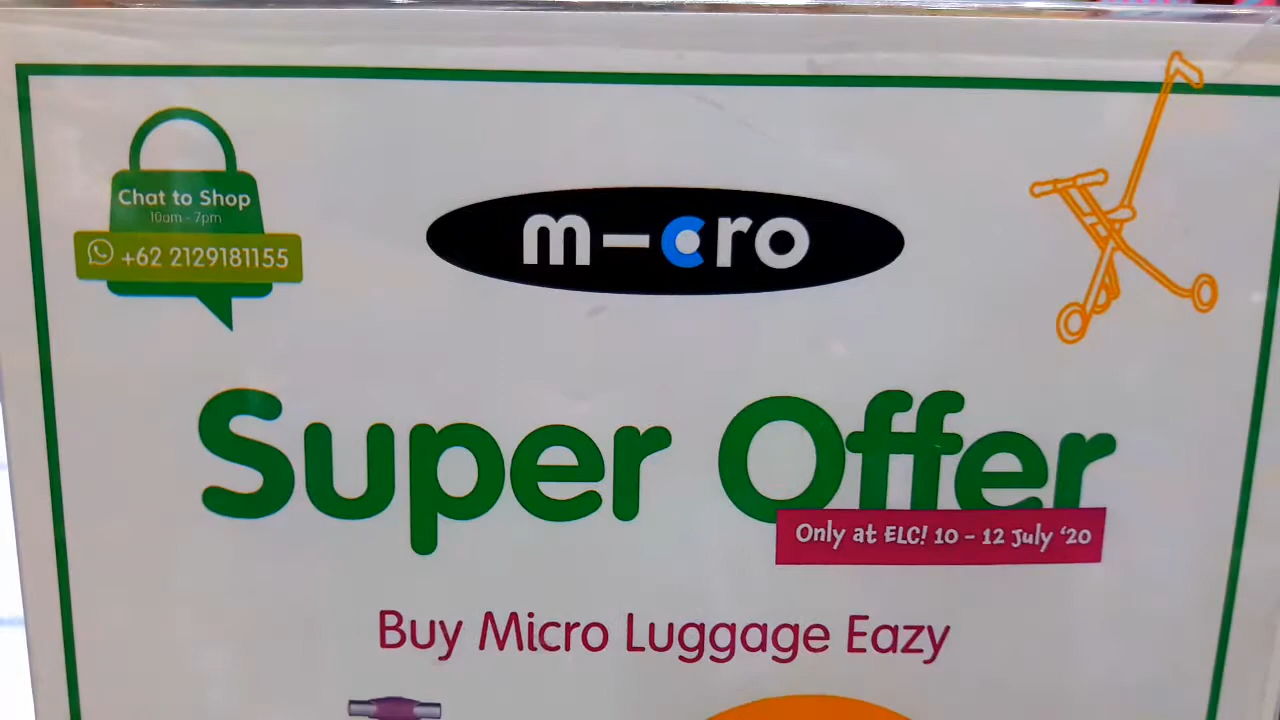 Chat to Shop
10am - 7pm
+62 2129181155
m-cro
Super Offer
Only at ELC! 10 - 12 July ‘20
Buy Micro Luggage Eazy